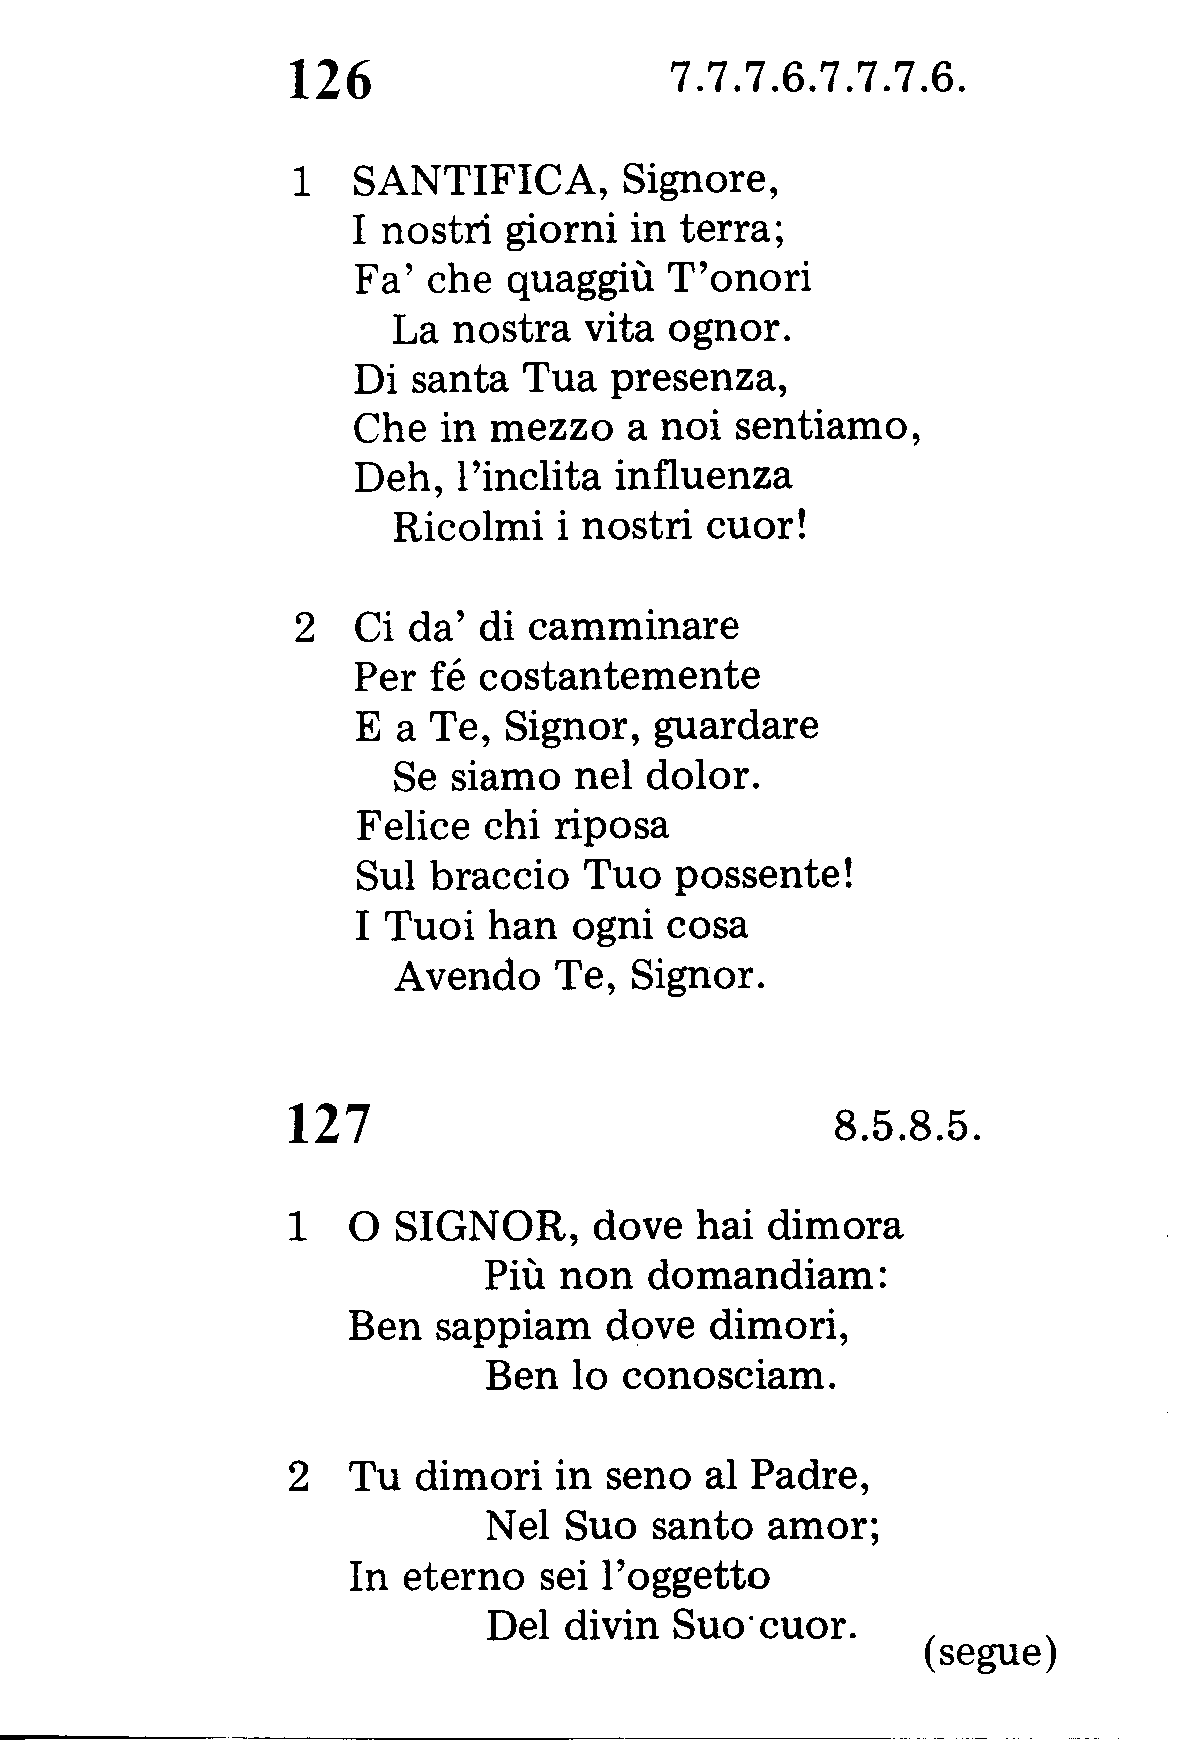 126 7.7.7.6.7.7.7.6.
1 SANTIFICA, Signore,
I nostri giorni in terra;
Fa’ che quaggiù T’onori
La nostra vita ognor.
Di santa Tua presenza,
Che in mezzo a noi sentiamo,
Deh, l’inclita influenza
Ricolmi i nostri cuor!
2 Ci da’ di camminare
Per fé costantemente
E a Te, Signor, guardare
Se siamo nel dolor.
Felice chi riposa
Sul braccio Tuo possente!
I Tuoi han ogni cosa
Avendo Te, Signor.
127 8.5.8.5.
1 O SIGNOR, dove hai dimora
Più non domandiam:
Ben sappiam dove dimori,
Ben lo conosciam.
2 Tu dimori in seno al Padre,
Nel Suo santo amor;
In eterno sei l’oggetto
Del divin Suo cuor.
(segue)